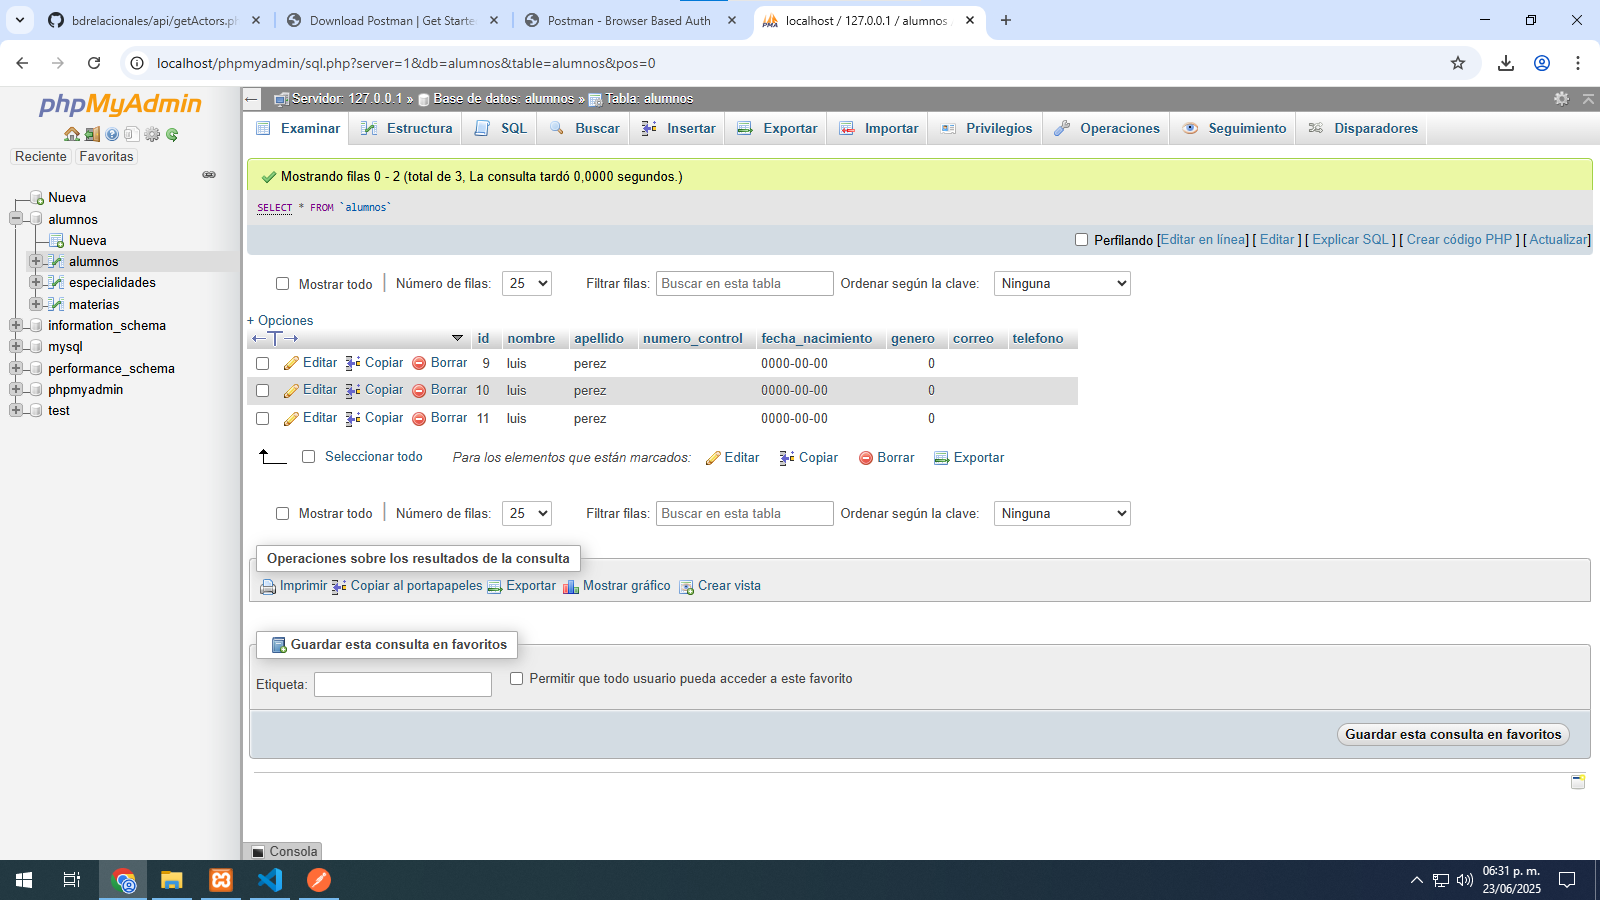 bdrelacionales/api/getActors.ph
Download Postman | Get Starte
Postman - Browser Based Auth
localhost / 127.0.0.1 / alumnos
localhost/phpmyadmin/sql.php?server=1&db=alumnos&table=alumnos&pos=0
phpMyAdmin
Reciente Favoritas
Nueva
alumnos
Nueva
alumnos
especialidades
materias
information_schema
mysql
performance_schema
phpmyadmin
test
Servidor: 127.0.0.1 » Base de datos: alumnos » Tabla: alumnos
Examinar Estructura SQL Buscar Insertar Exportar Importar Privilegios Operaciones Seguimiento Disparadores
Mostrando filas 0 - 2 (total de 3, La consulta tardó 0,0000 segundos.)
SELECT * FROM `alumnos`
Perfilando [Editar en línea] [ Editar ] [ Explicar SQL ] [ Crear código PHP ] [ Actualizar]
Mostrar todo | Número de filas: 25 Filtrar filas: Buscar en esta tabla Ordenar según la clave: Ninguna
+ Opciones
←T→ id nombre apellido numero_control fecha_nacimiento genero correo telefono
Editar Copiar Borrar 9 luis perez 0000-00-00 0
Editar Copiar Borrar 10 luis perez 0000-00-00 0
Editar Copiar Borrar 11 luis perez 0000-00-00 0
Seleccionar todo Para los elementos que están marcados: Editar Copiar Borrar Exportar
Mostrar todo | Número de filas: 25 Filtrar filas: Buscar en esta tabla Ordenar según la clave: Ninguna
Operaciones sobre los resultados de la consulta
Imprimir Copiar al portapapeles Exportar Mostrar gráfico Crear vista
Guardar esta consulta en favoritos
Etiqueta: Permitir que todo usuario pueda acceder a este favorito
Guardar esta consulta en favoritos
Consola
06:31 p. m.
23/06/2025